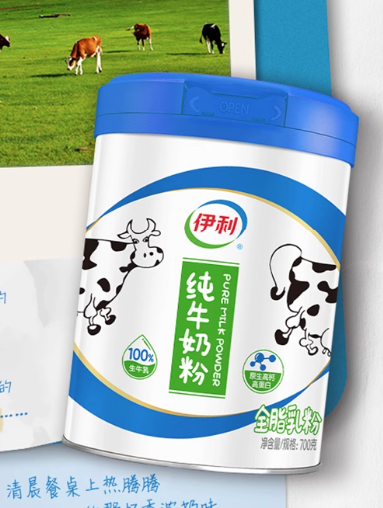 OPEN
伊利
®
纯牛奶粉
PURE MILK POWDER
100%
生牛乳
原生高钙
高蛋白
全脂乳粉
净含量/规格: 700克
的
的
清晨餐桌上热腾腾